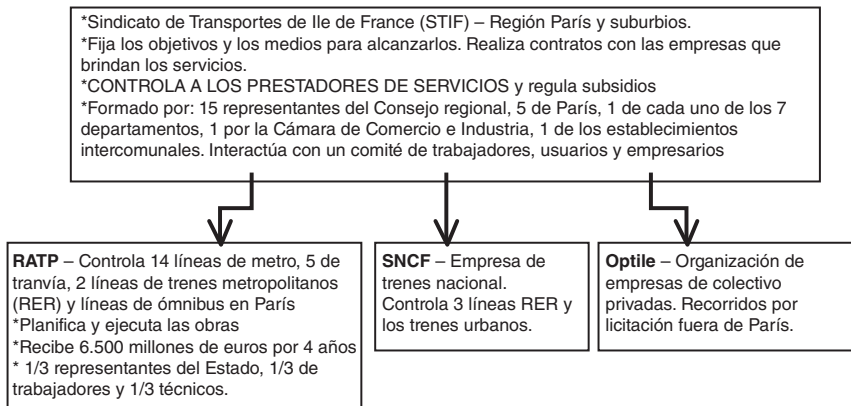 *Sindicato de Transportes de Ile de France (STIF) – Región París y suburbios.
*Fija los objetivos y los medios para alcanzarlos. Realiza contratos con las empresas que
brindan los servicios.
*CONTROLA A LOS PRESTADORES DE SERVICIOS y regula subsidios
*Formado por: 15 representantes del Consejo regional, 5 de París, 1 de cada uno de los 7
departamentos, 1 por la Cámara de Comercio e Industria, 1 de los establecimientos
intercomunales. Interactúa con un comité de trabajadores, usuarios y empresarios
RATP – Controla 14 líneas de metro, 5 de
tranvía, 2 líneas de trenes metropolitanos
(RER) y líneas de ómnibus en París
*Planifica y ejecuta las obras
*Recibe 6.500 millones de euros por 4 años
* 1/3 representantes del Estado, 1/3 de
trabajadores y 1/3 técnicos.
SNCF – Empresa de
trenes nacional.
Controla 3 líneas RER y
los trenes urbanos.
Optile – Organización de
empresas de colectivo
privadas. Recorridos por
licitación fuera de París.